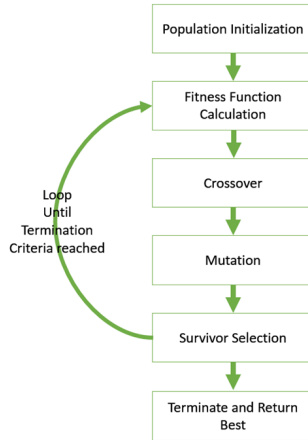 Population Initialization
Fitness Function
Calculation
Crossover
Loop
Until
Termination
Criteria reached
Mutation
Survivor Selection
Terminate and Return
Best